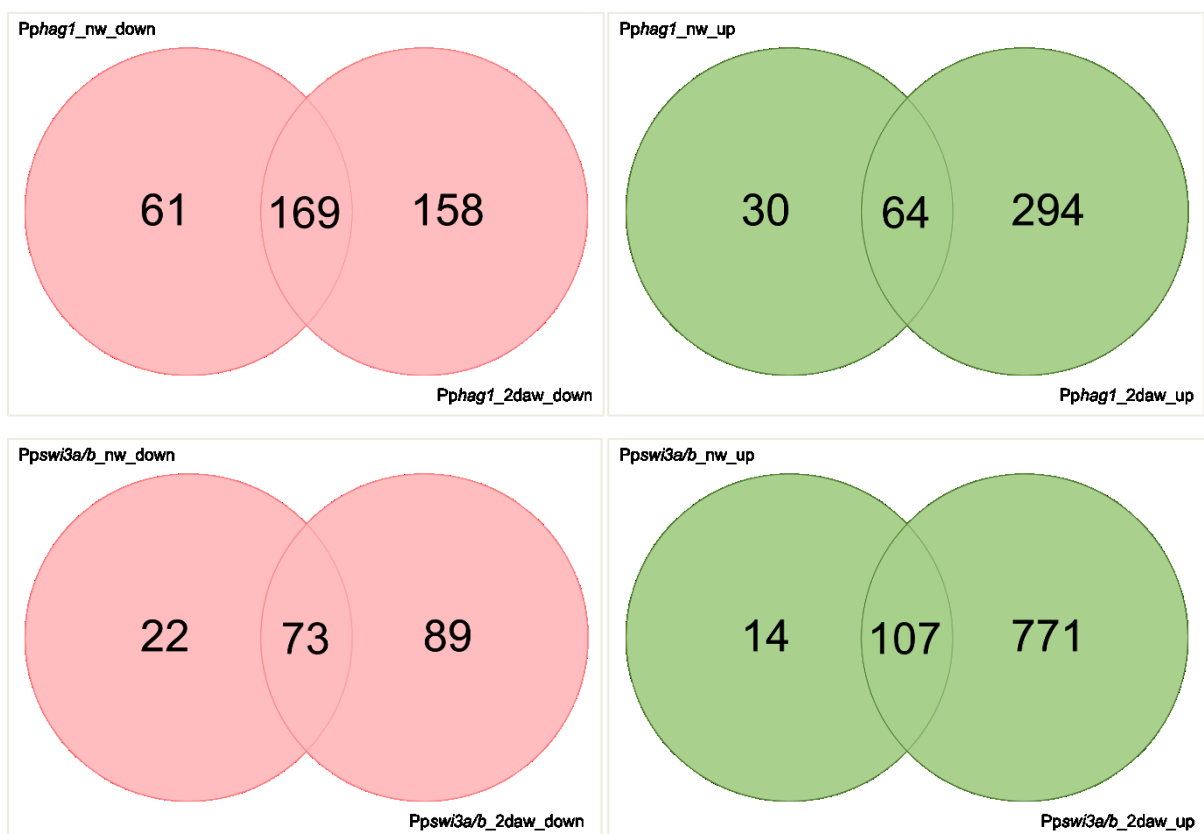 Pphag1_nw_down
61 169 158
Pphag1_2daw_down
Pphag1_nw_up
30 64 294
Pphag1_2daw_up
Ppswi3a/b_nw_down
22 73 89
Ppswi3a/b_2daw_down
Ppswi3a/b_nw_up
14 107 771
Ppswi3a/b_2daw_up